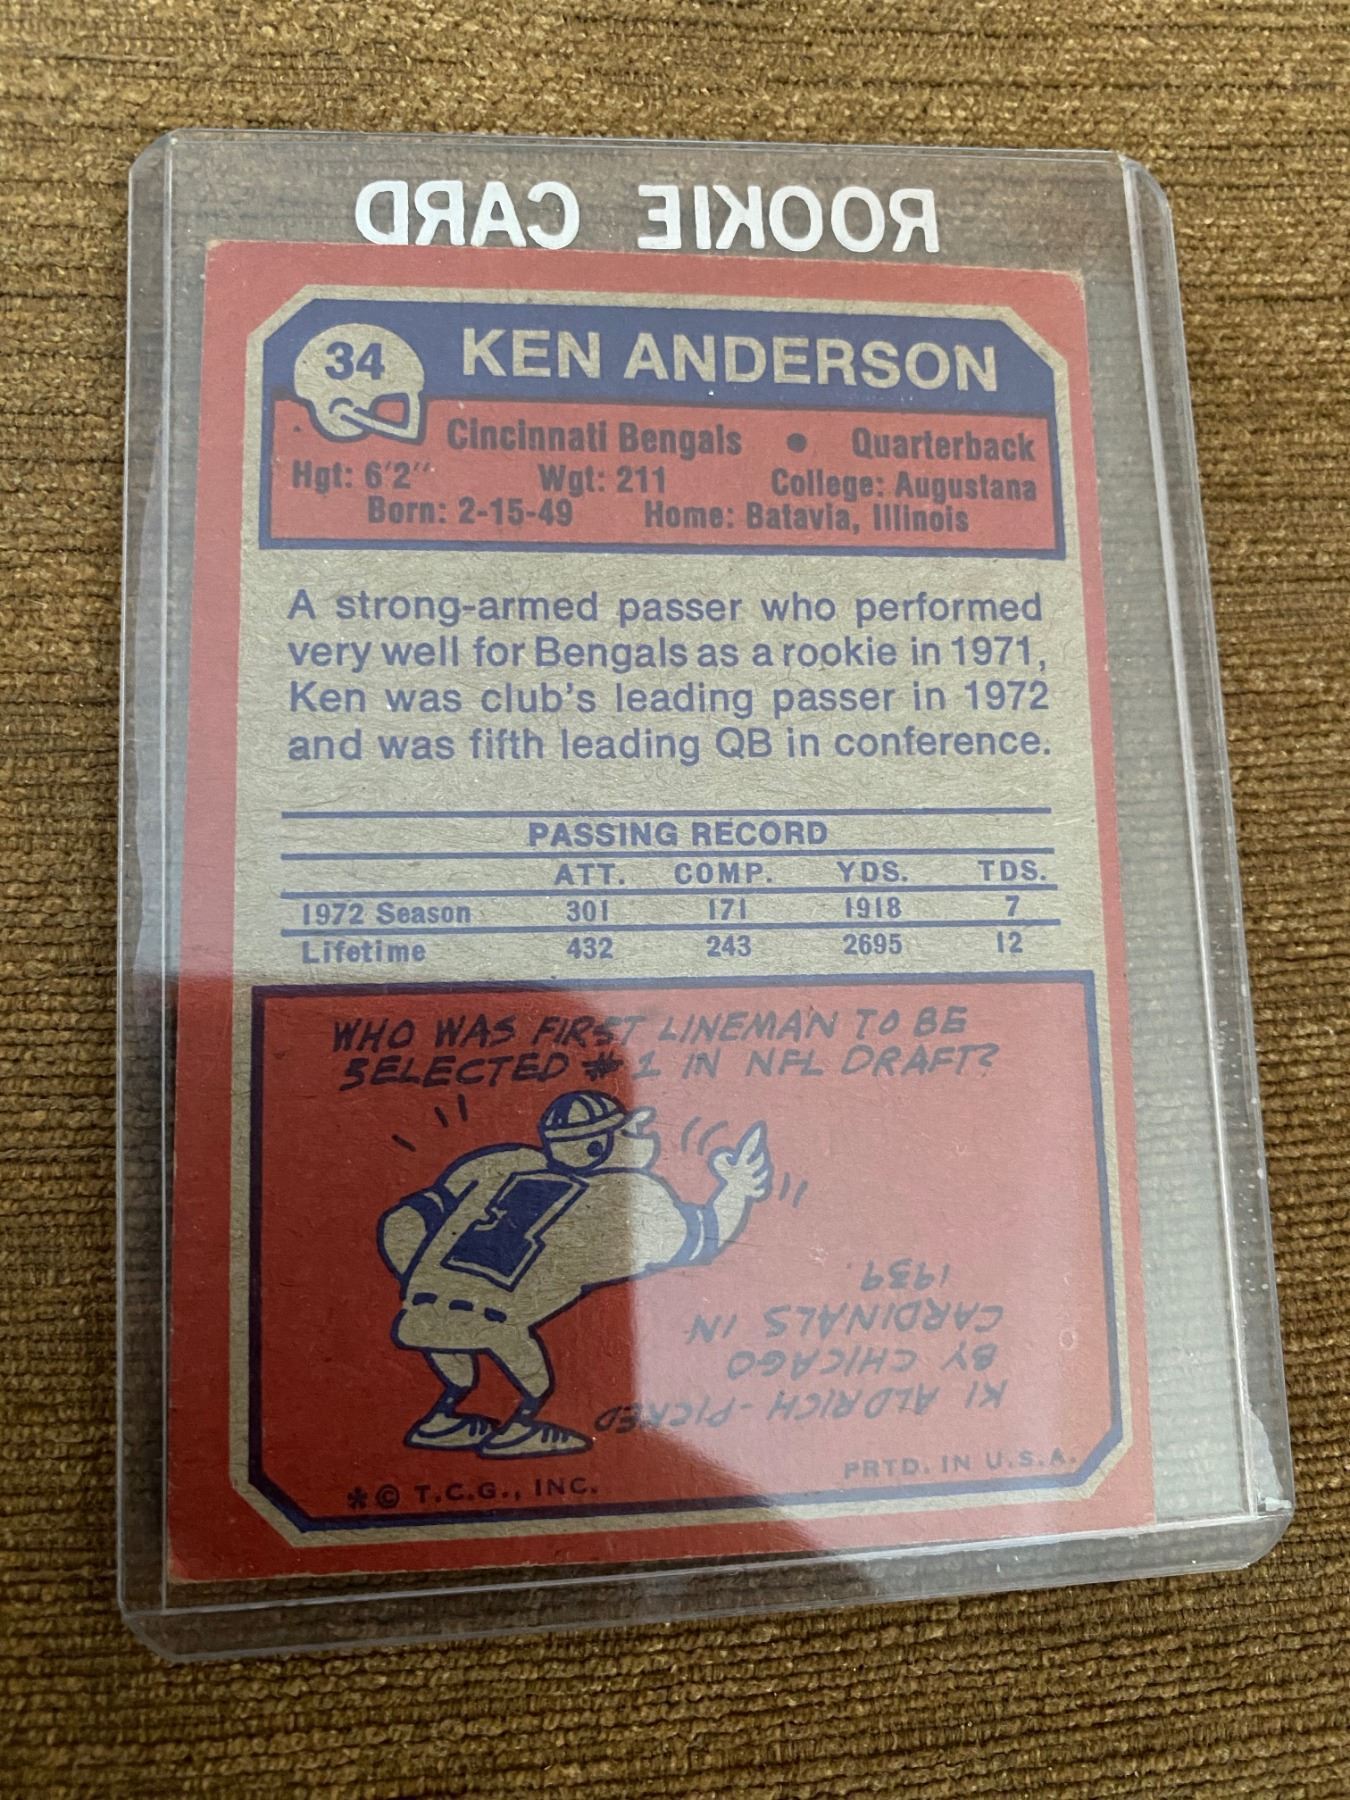 ROOKIE CARD
34
KEN ANDERSON
Cincinnati Bengals • Quarterback
Hgt: 6'2" Wgt: 211 College: Augustana
Born: 2-15-49 Home: Batavia, Illinois
A strong-armed passer who performed
very well for Bengals as a rookie in 1971,
Ken was club's leading passer in 1972
and was fifth leading QB in conference.
PASSING RECORD
ATT. COMP. YDS. TDS.
1972 Season 301 171 1918 7
Lifetime 432 243 2695 12
WHO WAS FIRST LINEMAN TO BE
SELECTED #1 IN NFL DRAFT?
KI ALDRICH-PICKED
BY CHICAGO
CARDINALS IN
1939.
*© T.C.G., INC. PRTD. IN U.S.A.